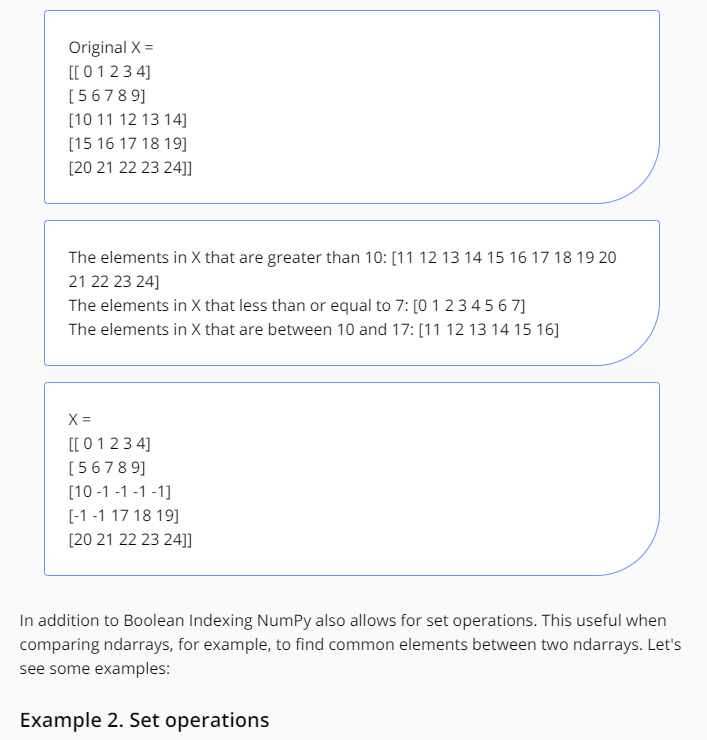 Original X =
[[ 0 1 2 3 4]
[ 5 6 7 8 9]
[10 11 12 13 14]
[15 16 17 18 19]
[20 21 22 23 24]]
The elements in X that are greater than 10: [11 12 13 14 15 16 17 18 19 20
21 22 23 24]
The elements in X that less than or equal to 7: [0 1 2 3 4 5 6 7]
The elements in X that are between 10 and 17: [11 12 13 14 15 16]
X =
[[ 0 1 2 3 4]
[ 5 6 7 8 9]
[10 -1 -1 -1 -1]
[-1 -1 17 18 19]
[20 21 22 23 24]]
In addition to Boolean Indexing NumPy also allows for set operations. This useful when
comparing ndarrays, for example, to find common elements between two ndarrays. Let's
see some examples:
Example 2. Set operations